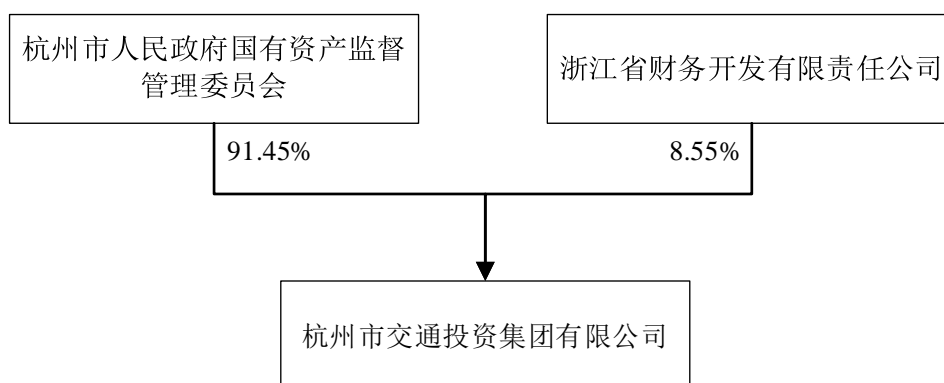 杭州市人民政府国有资产监督
管理委员会
浙江省财务开发有限责任公司
91.45%
8.55%
杭州市交通投资集团有限公司